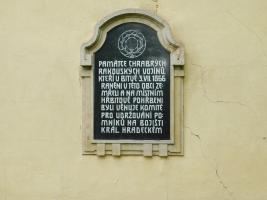 PAMÁTCE CHRABRÝCH
RAKOUSKÝCH VOJÍNŮ
KTEŘÍ V BITVĚ 3.VII.1866
RANĚNI V TÉTO OBCI ZE-
MŘELI A NA MÍSTNÍM
HŘBITOVĚ POHŘBENI
BYLI VĚNUJE KOMITÉ
PRO UDRŽOVÁNÍ PO-
MNÍKŮ NA BOJIŠTI
KRÁL. HRADECKÉM